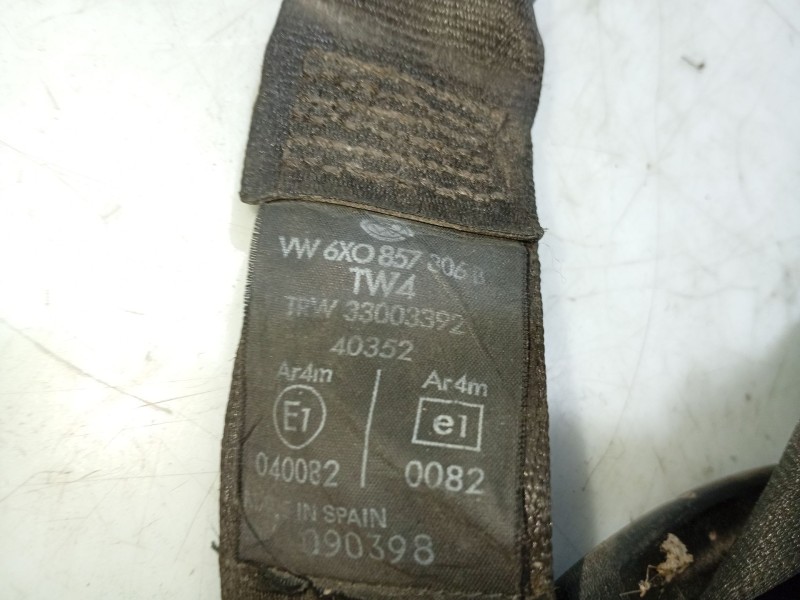 VW 6X0 857 806 B
TW4
TRW 33003392
40352
Ar4m Ar4m
E1 e1
040082 0082
IN SPAIN
090398